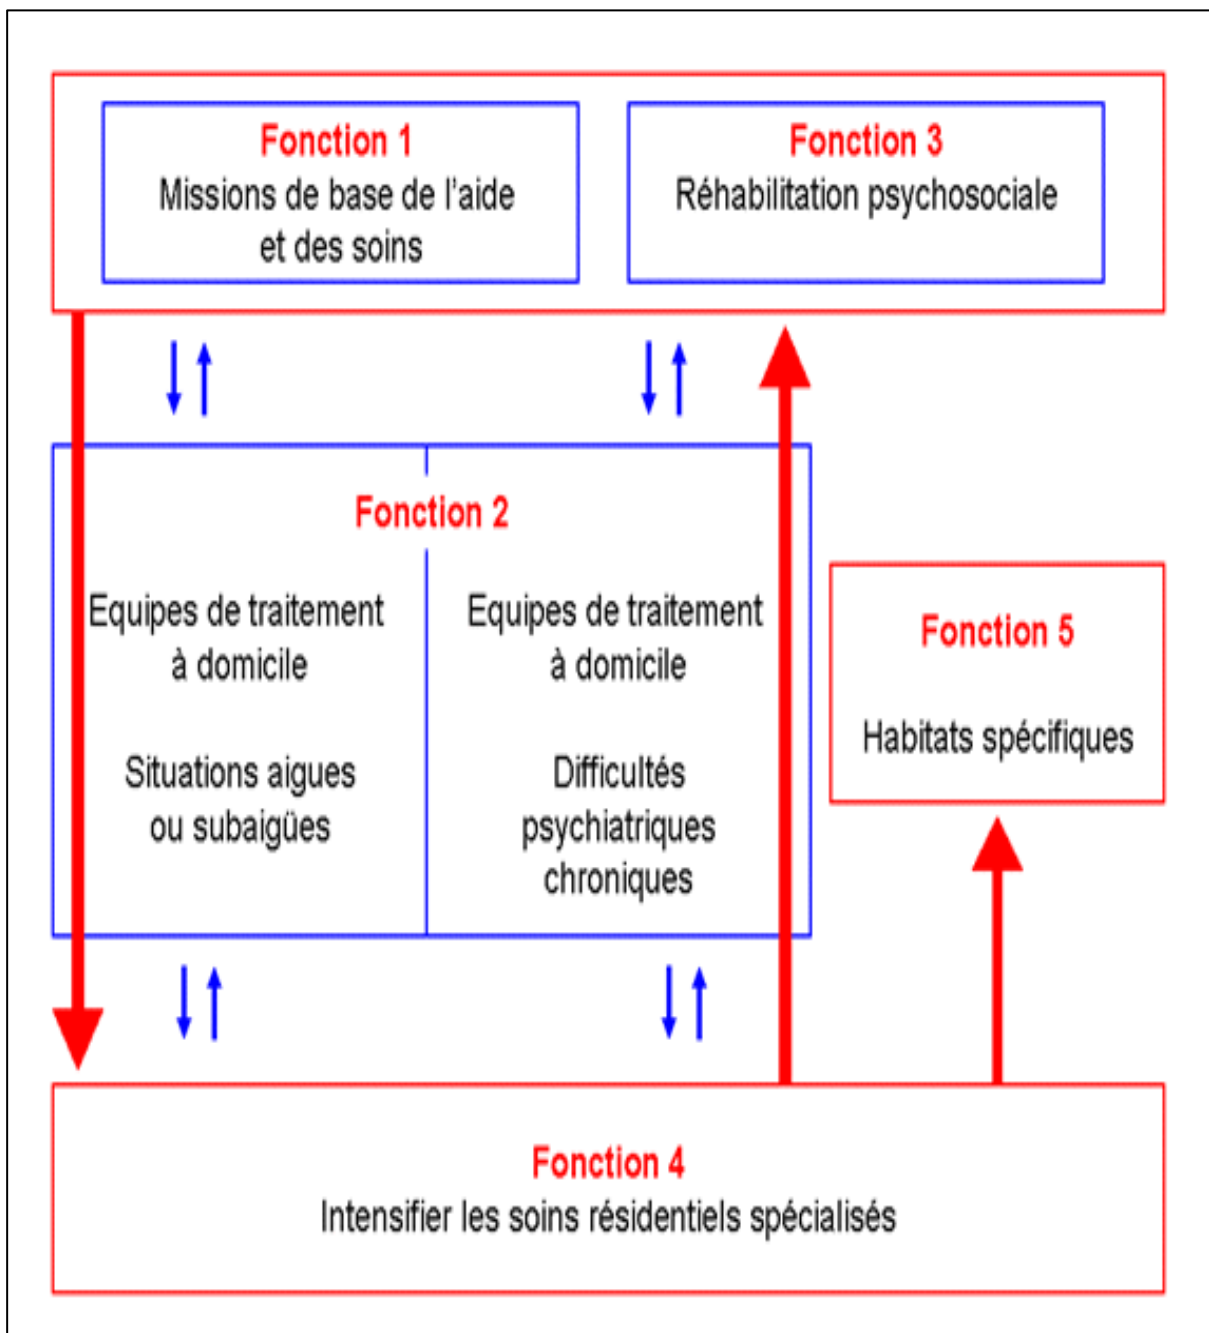 Fonction 1
Missions de base de l'aide
et des soins
Fonction 3
Réhabilitation psychosociale
Fonction 2
Equipes de traitement
à domicile
Situations aigues
ou subaigües
Equipes de traitement
à domicile
Difficultés
psychiatriques
chroniques
Fonction 5
Habitats spécifiques
Fonction 4
Intensifier les soins résidentiels spécialisés